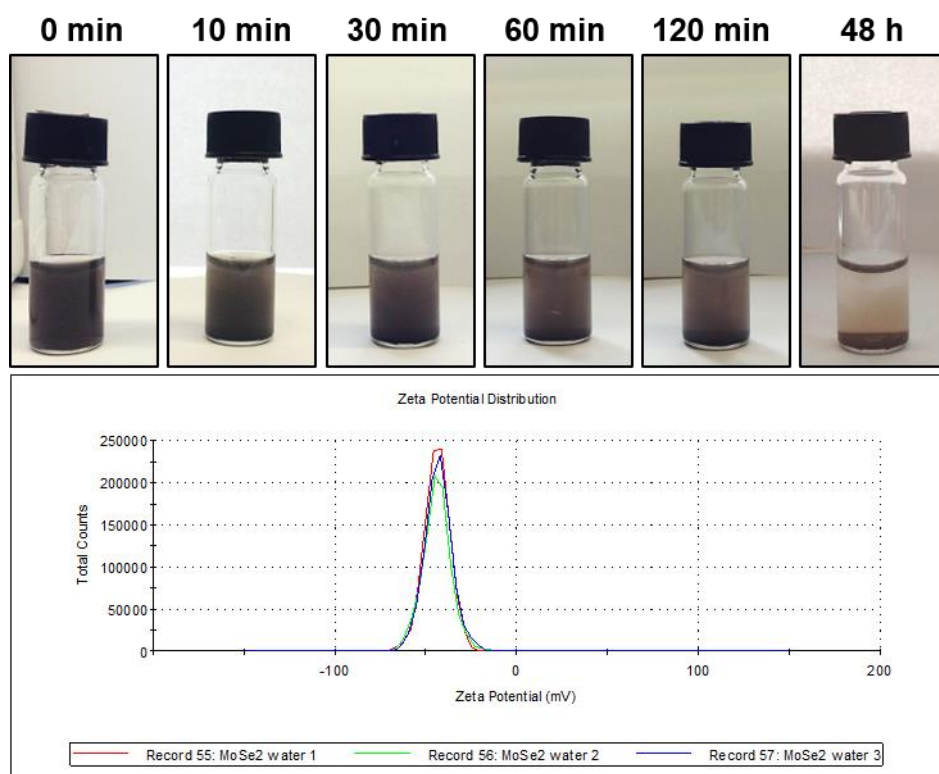 0 min 10 min 30 min 60 min 120 min 48 h
Zeta Potential Distribution
250000
200000
150000
100000
50000
0
Total Counts
-100 0 100 200
Zeta Potential (mV)
Record 55: MoSe2 water 1 Record 56: MoSe2 water 2 Record 57: MoSe2 water 3